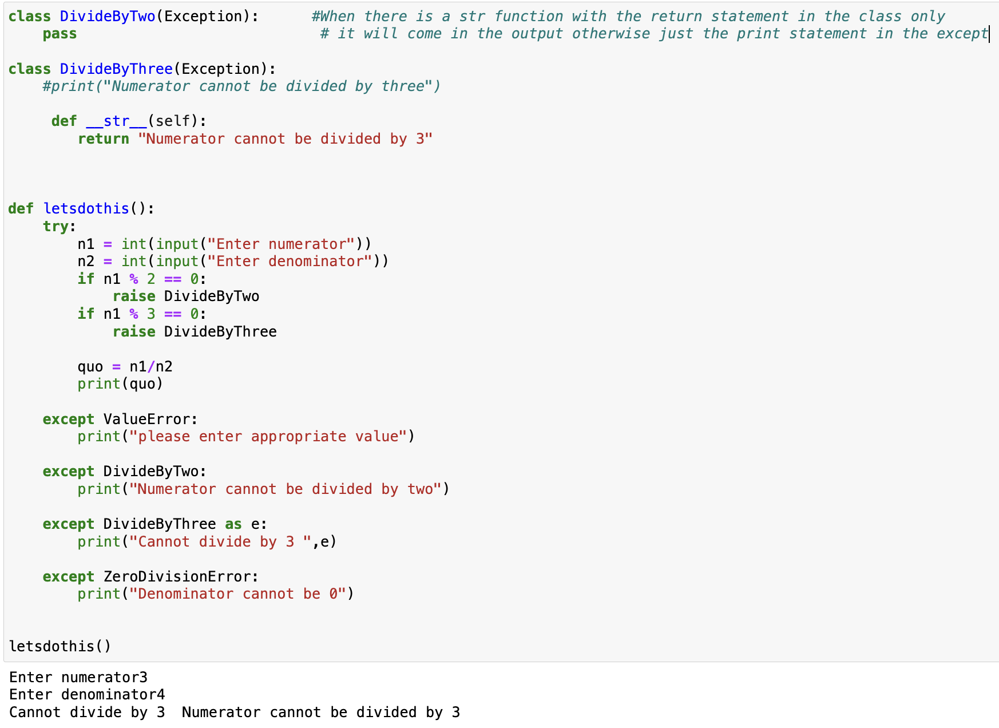 class DivideByTwo(Exception):      #When there is a str function with the return statement in the class only
    pass                            # it will come in the output otherwise just the print statement in the except

class DivideByThree(Exception):
    #print("Numerator cannot be divided by three")

     def __str__(self):
        return "Numerator cannot be divided by 3"



def letsdothis():
    try:
        n1 = int(input("Enter numerator"))
        n2 = int(input("Enter denominator"))
        if n1 % 2 == 0:
            raise DivideByTwo
        if n1 % 3 == 0:
            raise DivideByThree

        quo = n1/n2
        print(quo)

    except ValueError:
        print("please enter appropriate value")

    except DivideByTwo:
        print("Numerator cannot be divided by two")

    except DivideByThree as e:
        print("Cannot divide by 3 ",e)

    except ZeroDivisionError:
        print("Denominator cannot be 0")


letsdothis()
Enter numerator3
Enter denominator4
Cannot divide by 3  Numerator cannot be divided by 3